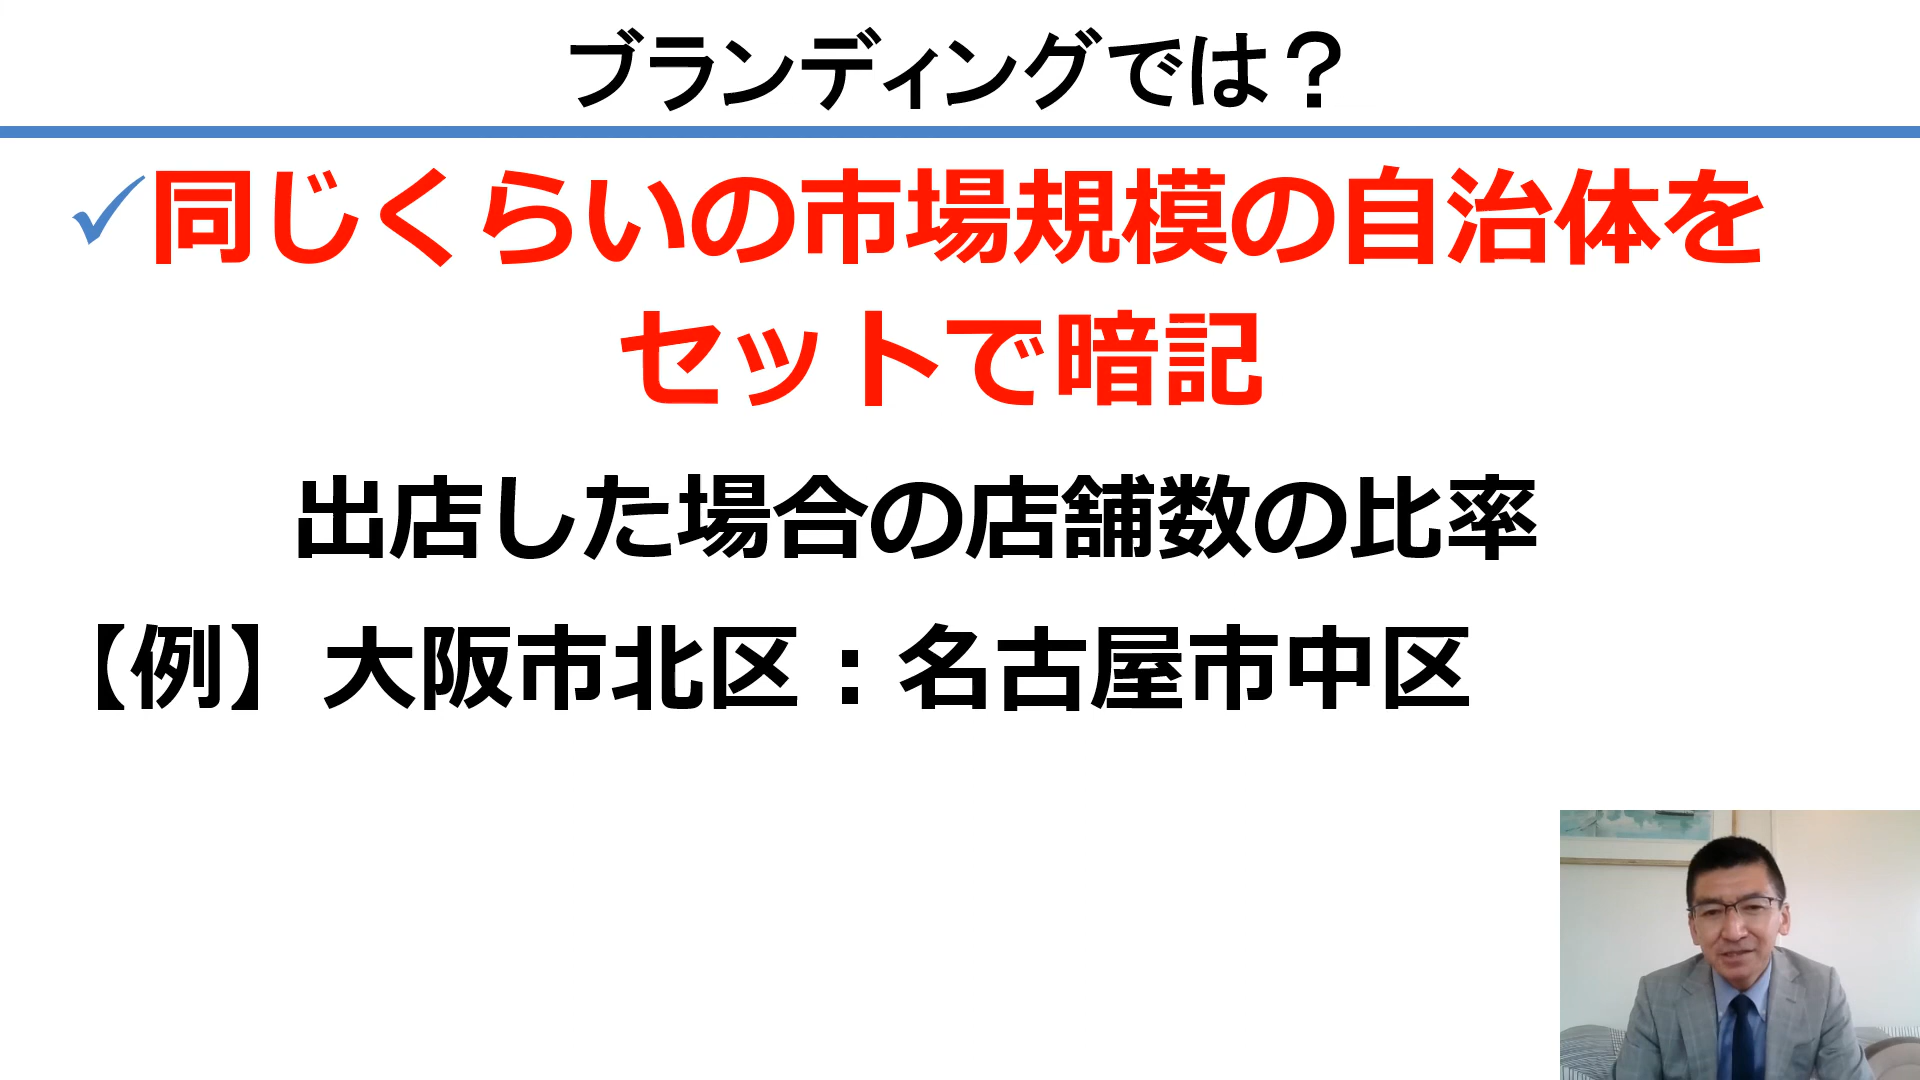 ブランディングでは？
✓同じくらいの市場規模の自治体を
セットで暗記
出店した場合の店舗数の比率
【例】大阪市北区：名古屋市中区